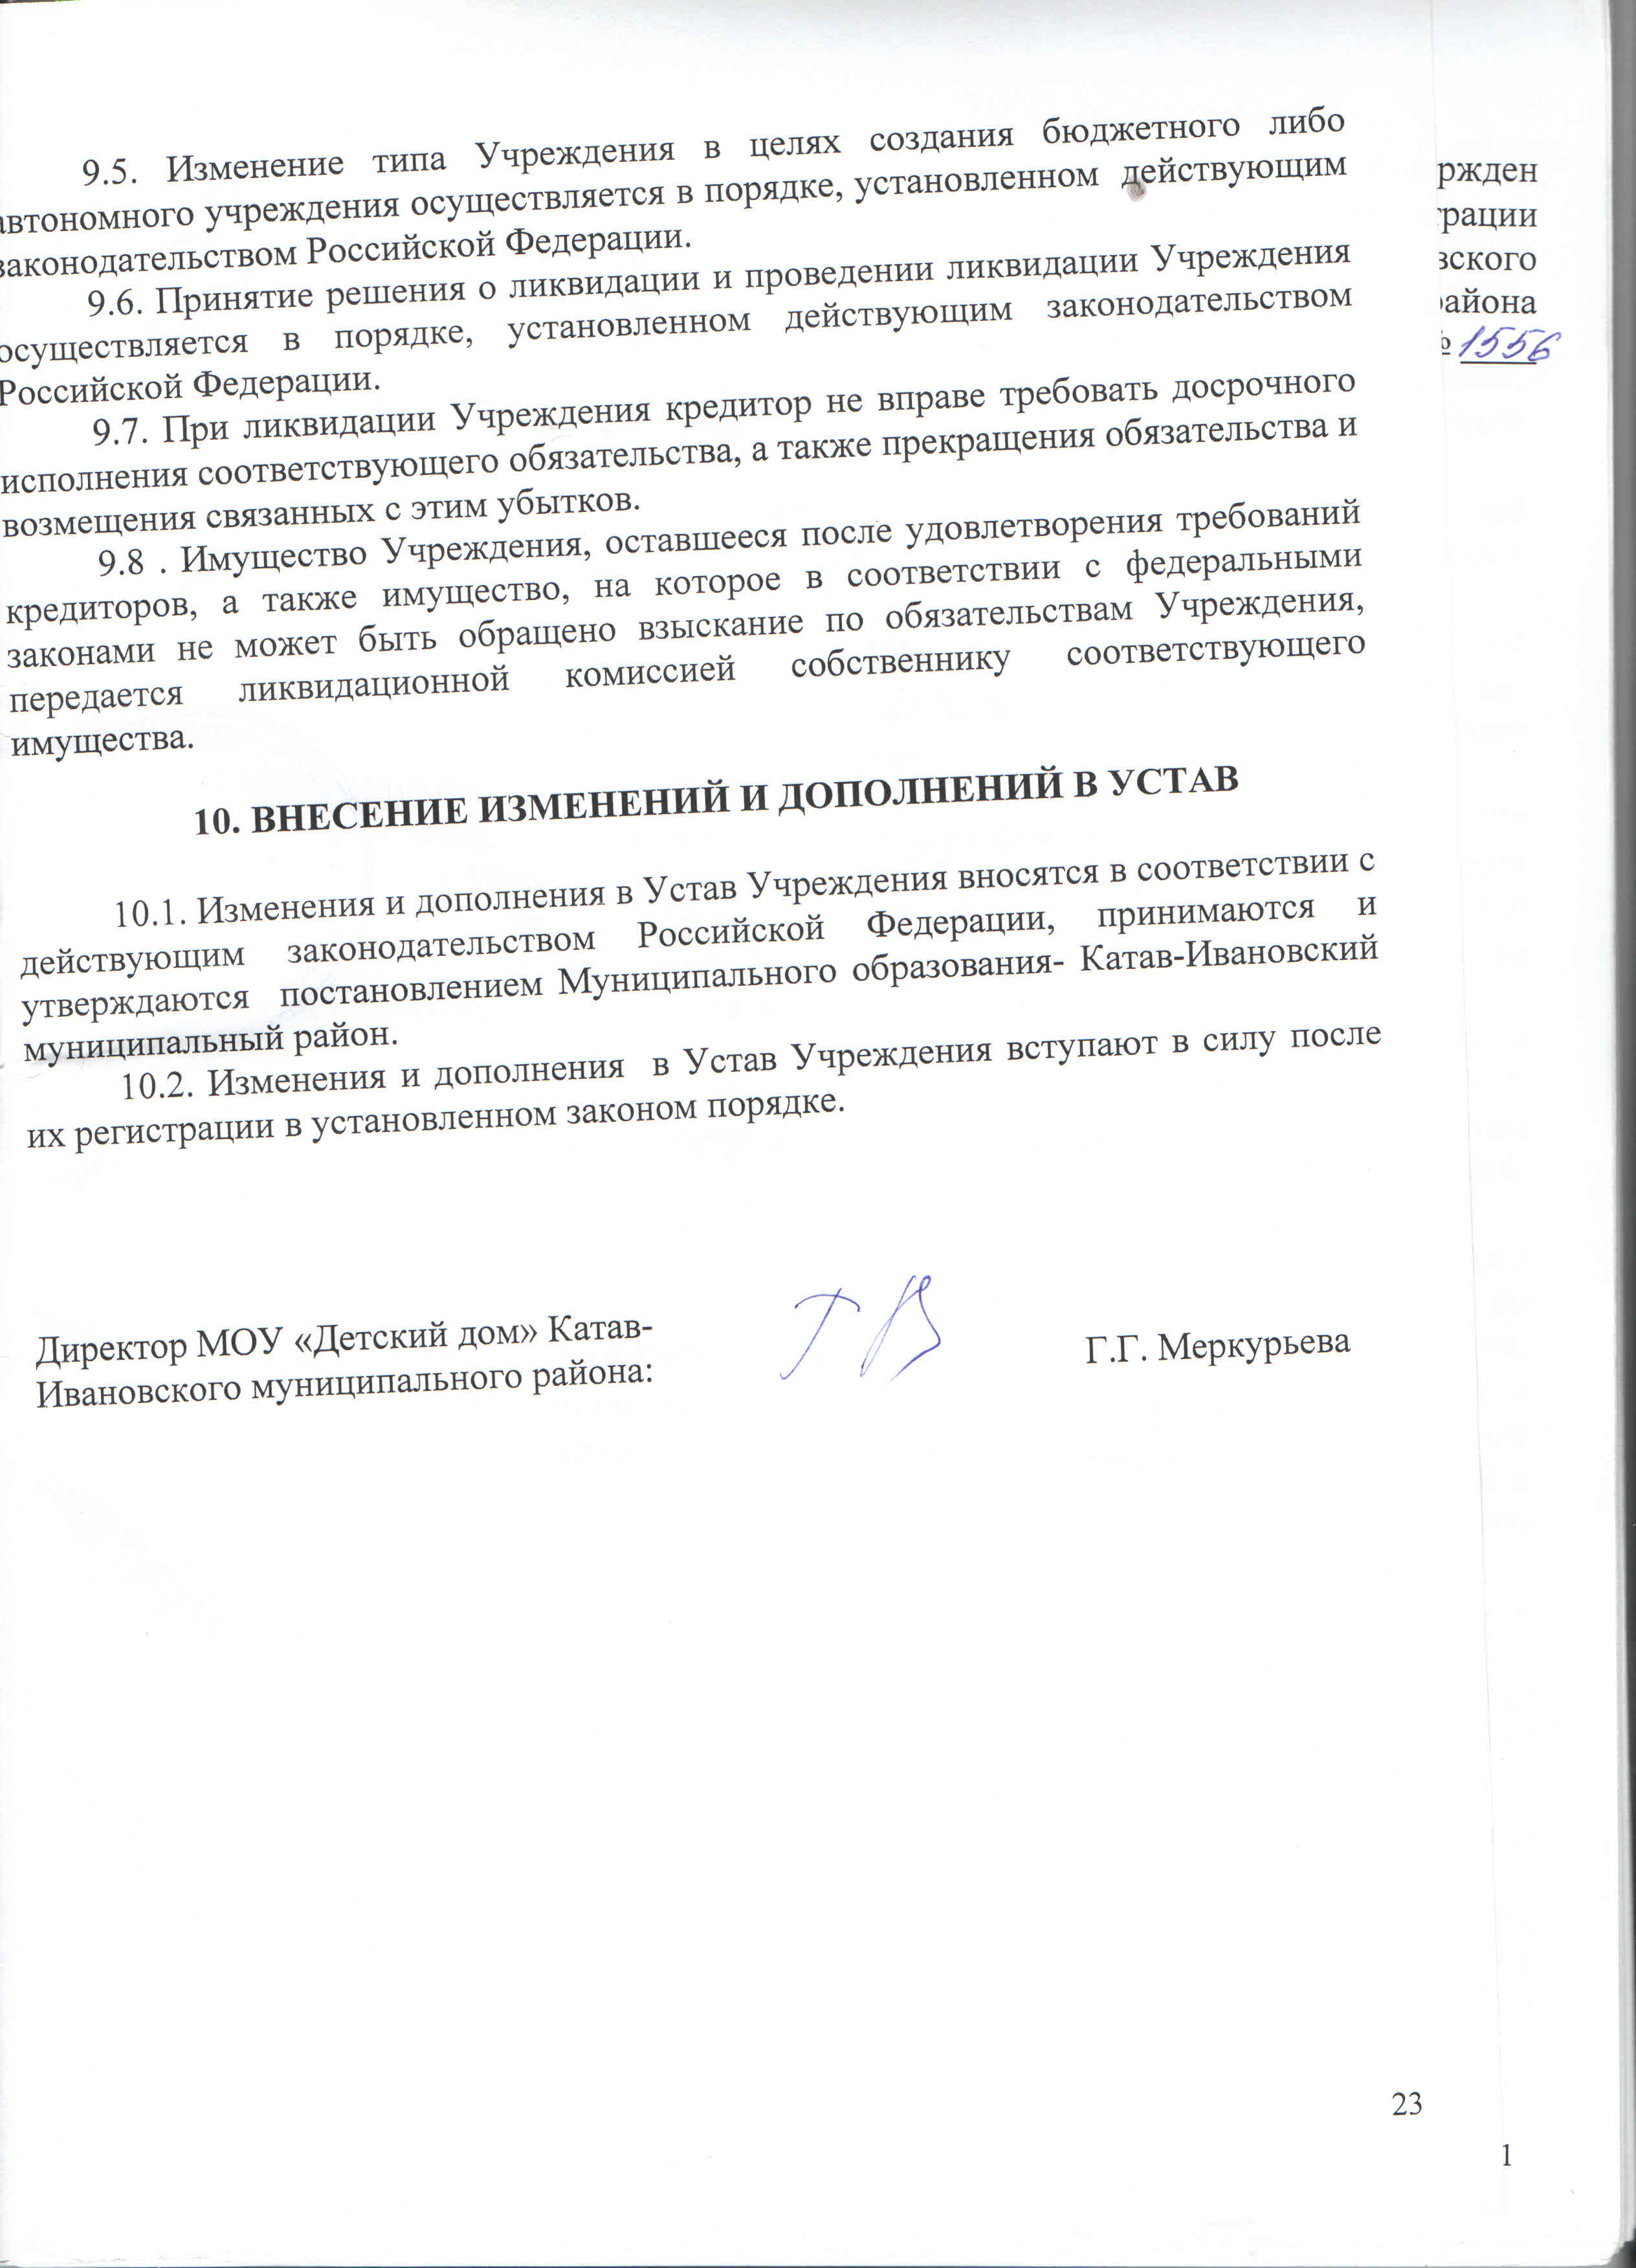 9.5. Изменение типа Учреждения в целях создания бюджетного либо
автономного учреждения осуществляется в порядке, установленном действующим
законодательством Российской Федерации.
9.6. Принятие решения о ликвидации и проведении ликвидации Учреждения
осуществляется в порядке, установленном действующим законодательством
Российской Федерации.
9.7. При ликвидации Учреждения кредитор не вправе требовать досрочного
исполнения соответствующего обязательства, а также прекращения обязательства и
возмещения связанных с этим убытков.
9.8 . Имущество Учреждения, оставшееся после удовлетворения требований
кредиторов, а также имущество, на которое в соответствии с федеральными
законами не может быть обращено взыскание по обязательствам Учреждения,
передается ликвидационной комиссией собственнику соответствующего
имущества.
10. ВНЕСЕНИЕ ИЗМЕНЕНИЙ И ДОПОЛНЕНИЙ В УСТАВ
10.1. Изменения и дополнения в Устав Учреждения вносятся в соответствии с
действующим законодательством Российской Федерации, принимаются и
утверждаются постановлением Муниципального образования- Катав-Ивановский
муниципальный район.
10.2. Изменения и дополнения в Устав Учреждения вступают в силу после
их регистрации в установленном законом порядке.
Директор МОУ «Детский дом» Катав-
Ивановского муниципального района:
Г.Г. Меркурьева
23
ржден
рации
вского
района
№ 1556
1